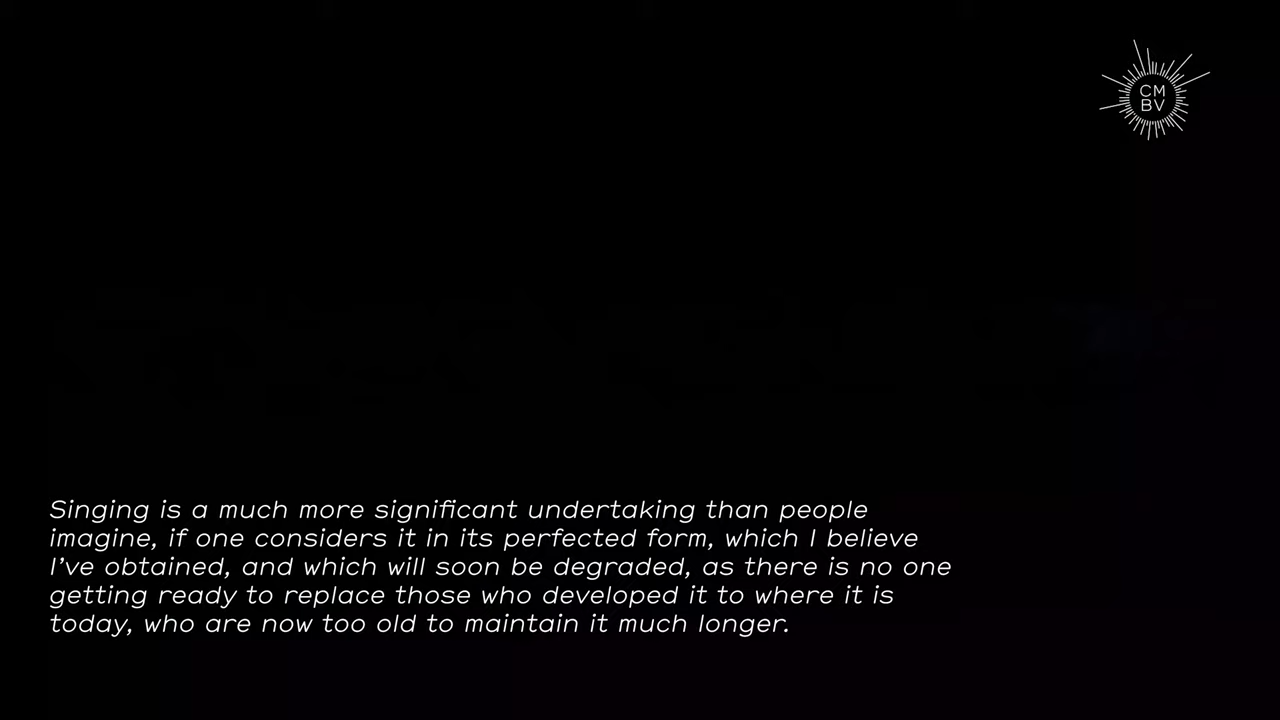 CM
BV
Singing is a much more significant undertaking than people
imagine, if one considers it in its perfected form, which I believe
I’ve obtained, and which will soon be degraded, as there is no one
getting ready to replace those who developed it to where it is
today, who are now too old to maintain it much longer.